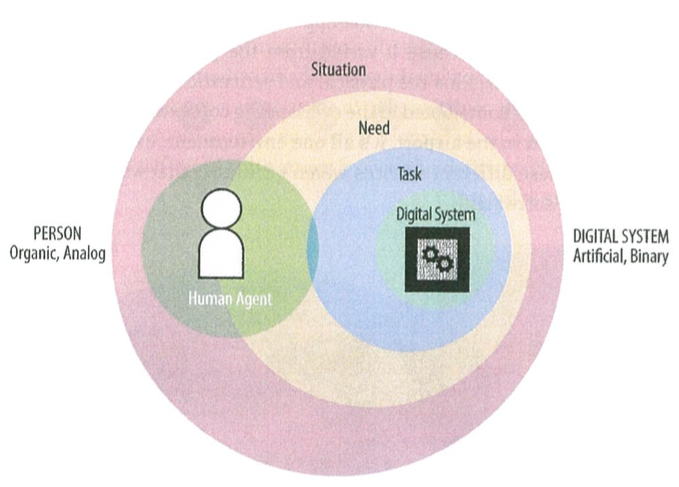 Situation
Need
Task
Digital System
PERSON
Organic, Analog
DIGITAL SYSTEM
Artificial, Binary
Human Agent